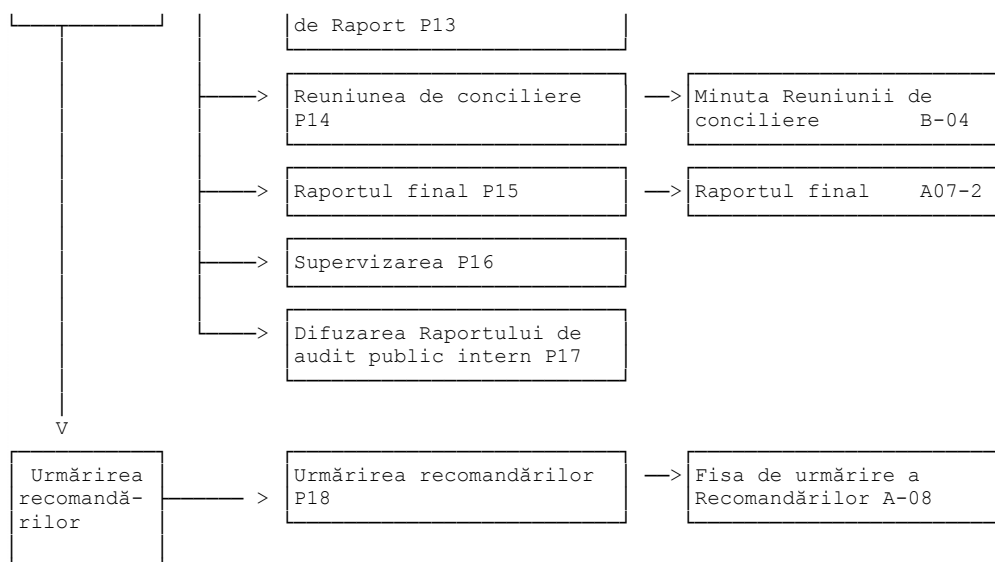 de Raport P13
Reuniunea de conciliere
P14
Minuta Reuniunii de
conciliere B-04
Raportul final P15
Raportul final A07-2
Supervizarea P16
Difuzarea Raportului de
audit public intern P17
V
Urmărirea
recomandă-
rilor
Urmărirea recomandărilor
P18
Fisa de urmărire a
Recomandărilor A-08